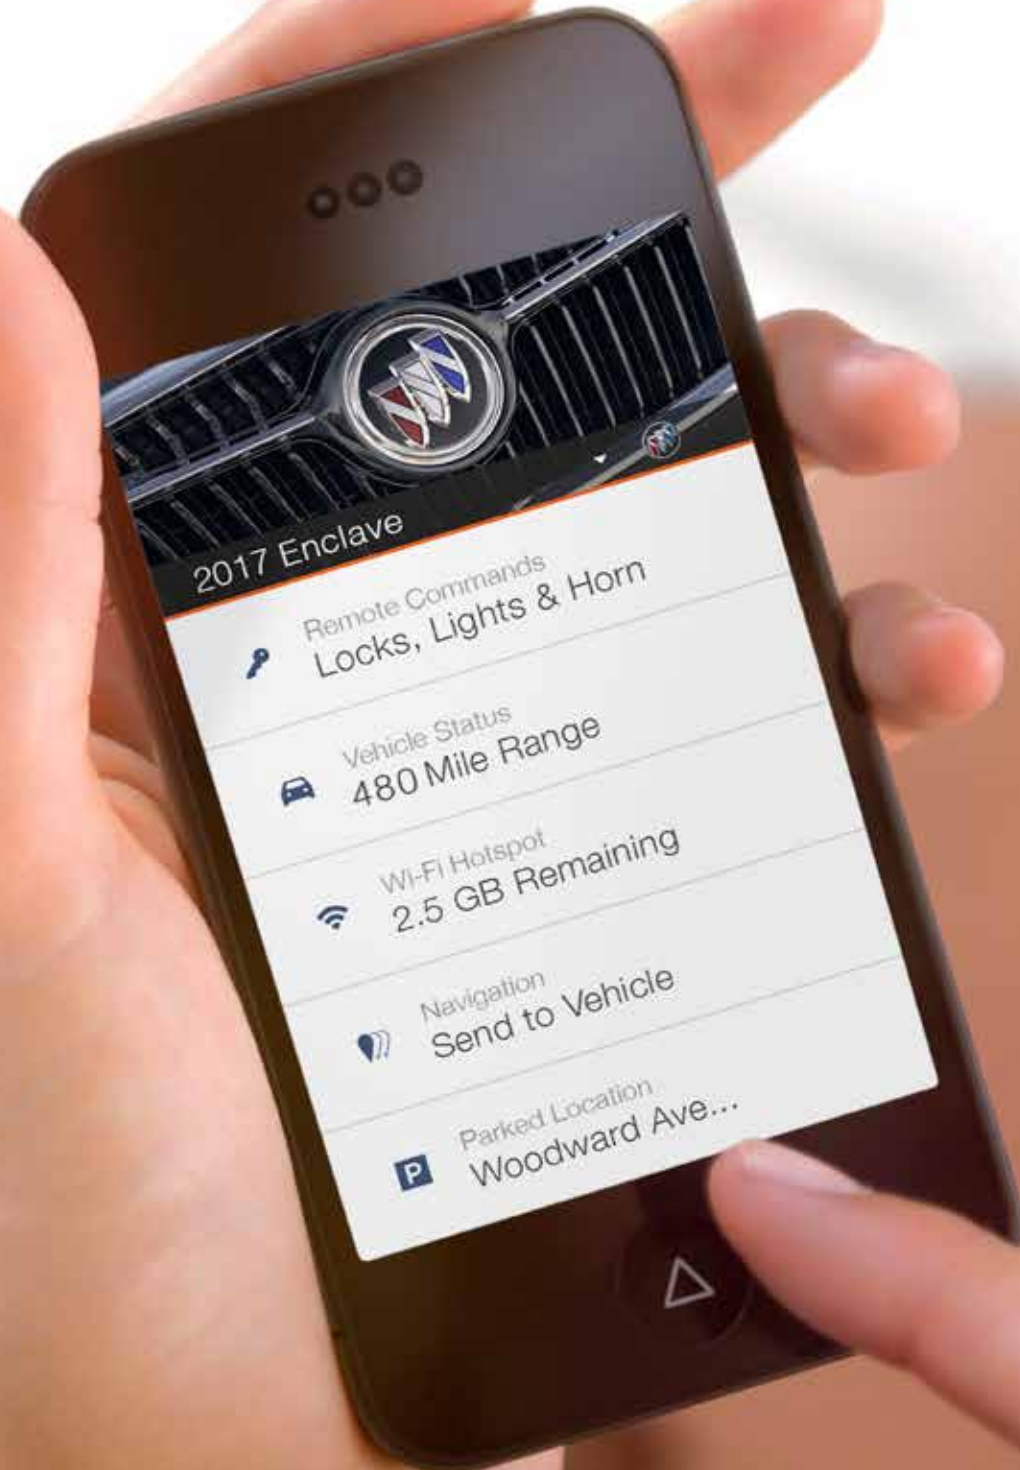 2017 Enclave
Remote Commands
Locks, Lights & Horn
Vehicle Status
480 Mile Range
Wi-Fi Hotspot
2.5 GB Remaining
Navigation
Send to Vehicle
P
Parked Location
Woodward Ave...